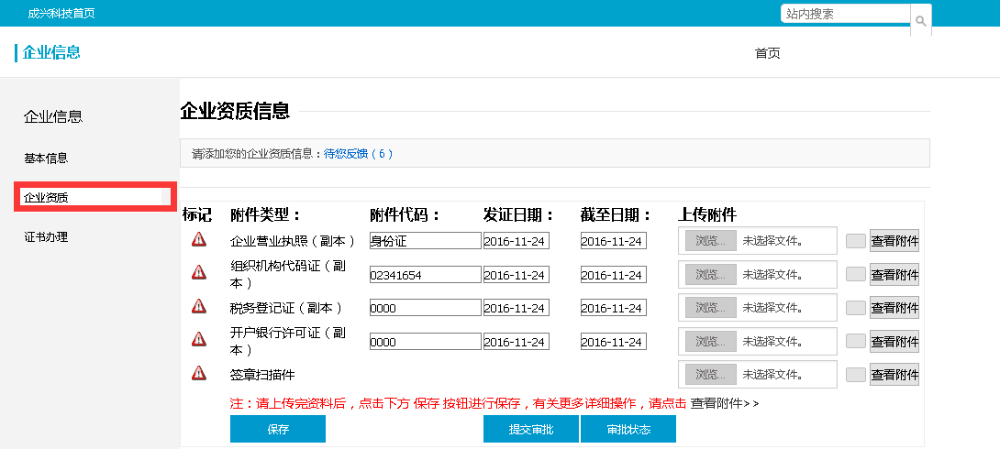 成兴科技首页
站内搜索
企业信息
首页
企业信息
基本信息
企业资质
证书办理
企业资质信息
请添加您的企业资质信息：待您反馈（6）
标记 附件类型： 附件代码： 发证日期： 截至日期： 上传附件
企业营业执照（副本） 身份证 2016-11-24 2016-11-24 浏览... 未选择文件。 查看附件
组织机构代码证（副
本） 02341654 2016-11-24 2016-11-24 浏览... 未选择文件。 查看附件
税务登记证（副本） 0000 2016-11-24 2016-11-24 浏览... 未选择文件。 查看附件
开户银行许可证（副
本） 0000 2016-11-24 2016-11-24 浏览... 未选择文件。 查看附件
签章扫描件 浏览... 未选择文件。 查看附件
注：请上传完资料后，点击下方 保存 按钮进行保存，有关更多详细操作，请点击 查看附件>>
保存 提交审批 审批状态